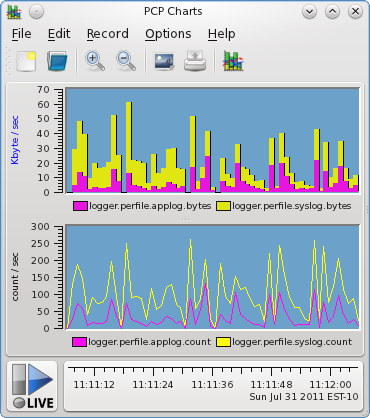 PCP Charts
File Edit Record Options Help
Kbyte / sec
70
60
50
40
30
20
10
0
logger.perfile.applog.bytes logger.perfile.syslog.bytes
count / sec
300
250
200
150
100
50
0
logger.perfile.applog.count logger.perfile.syslog.count
LIVE
11:11:12 11:11:24 11:11:36 11:11:48 11:12:00
Sun Jul 31 2011 EST-10